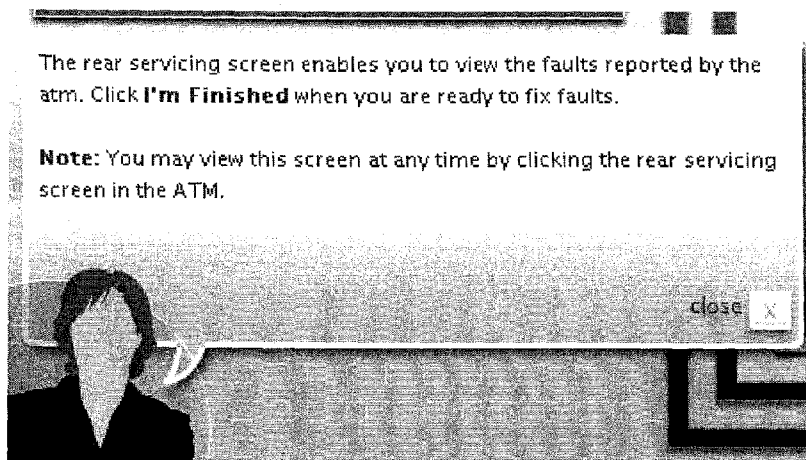 The rear servicing screen enables you to view the faults reported by the
atm. Click I'm Finished when you are ready to fix faults.
Note: You may view this screen at any time by clicking the rear servicing
screen in the ATM.
close x